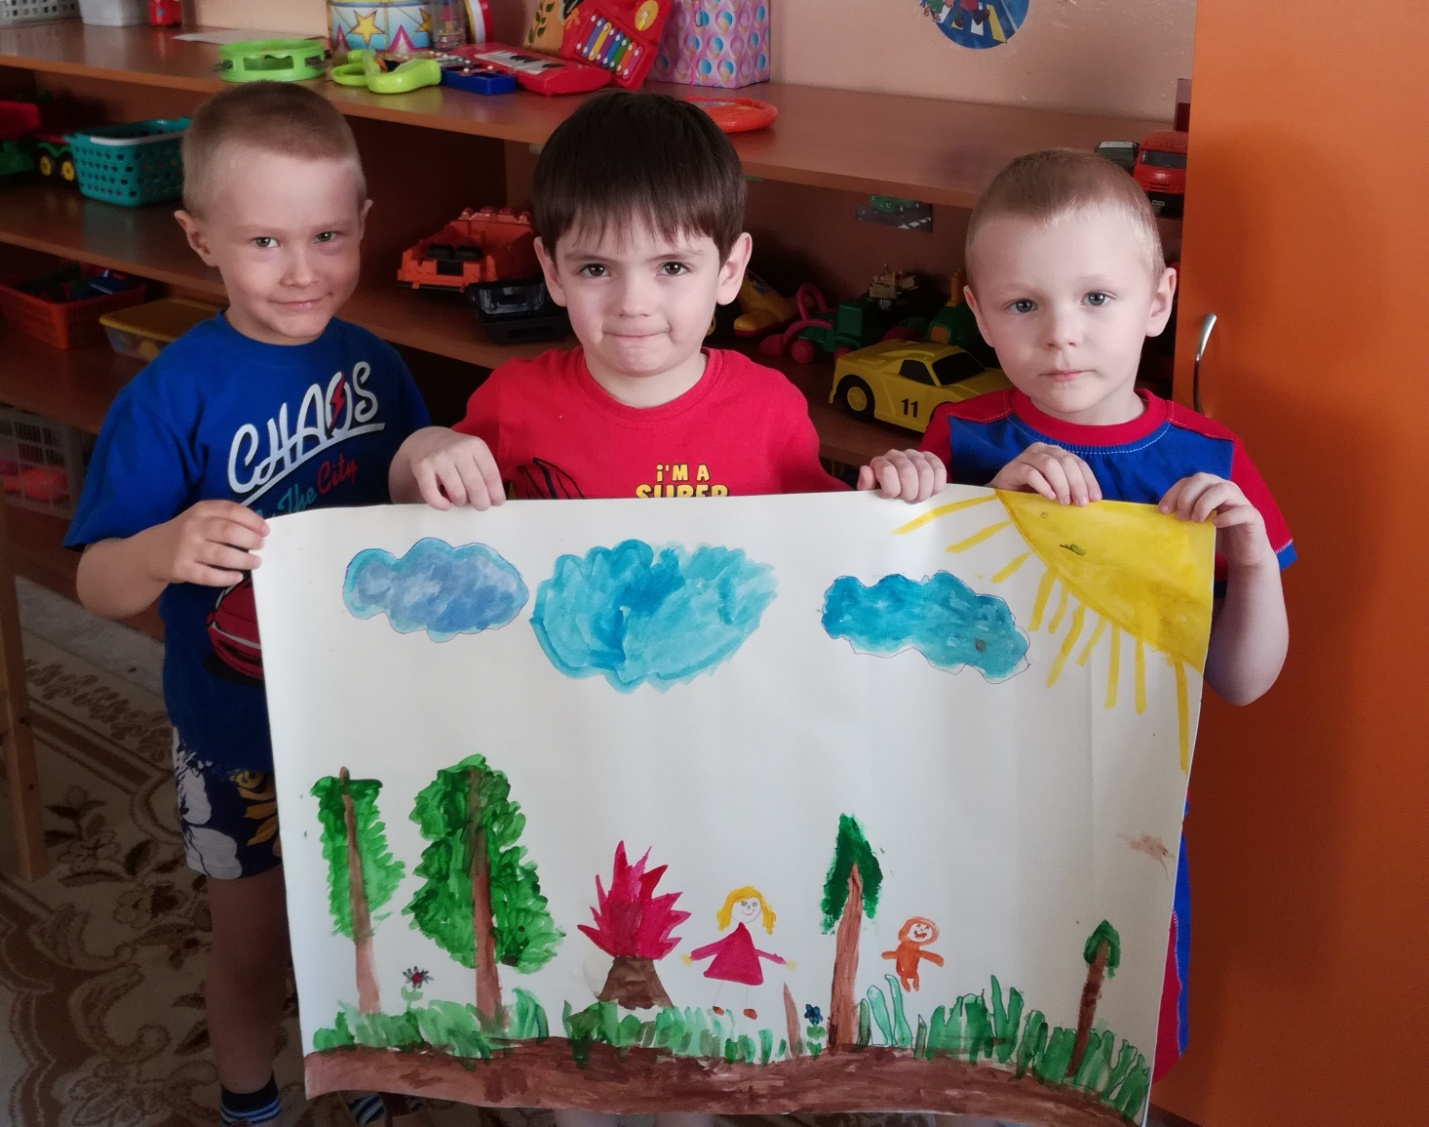 CHAOS
The City
i'M A
SUPER
11